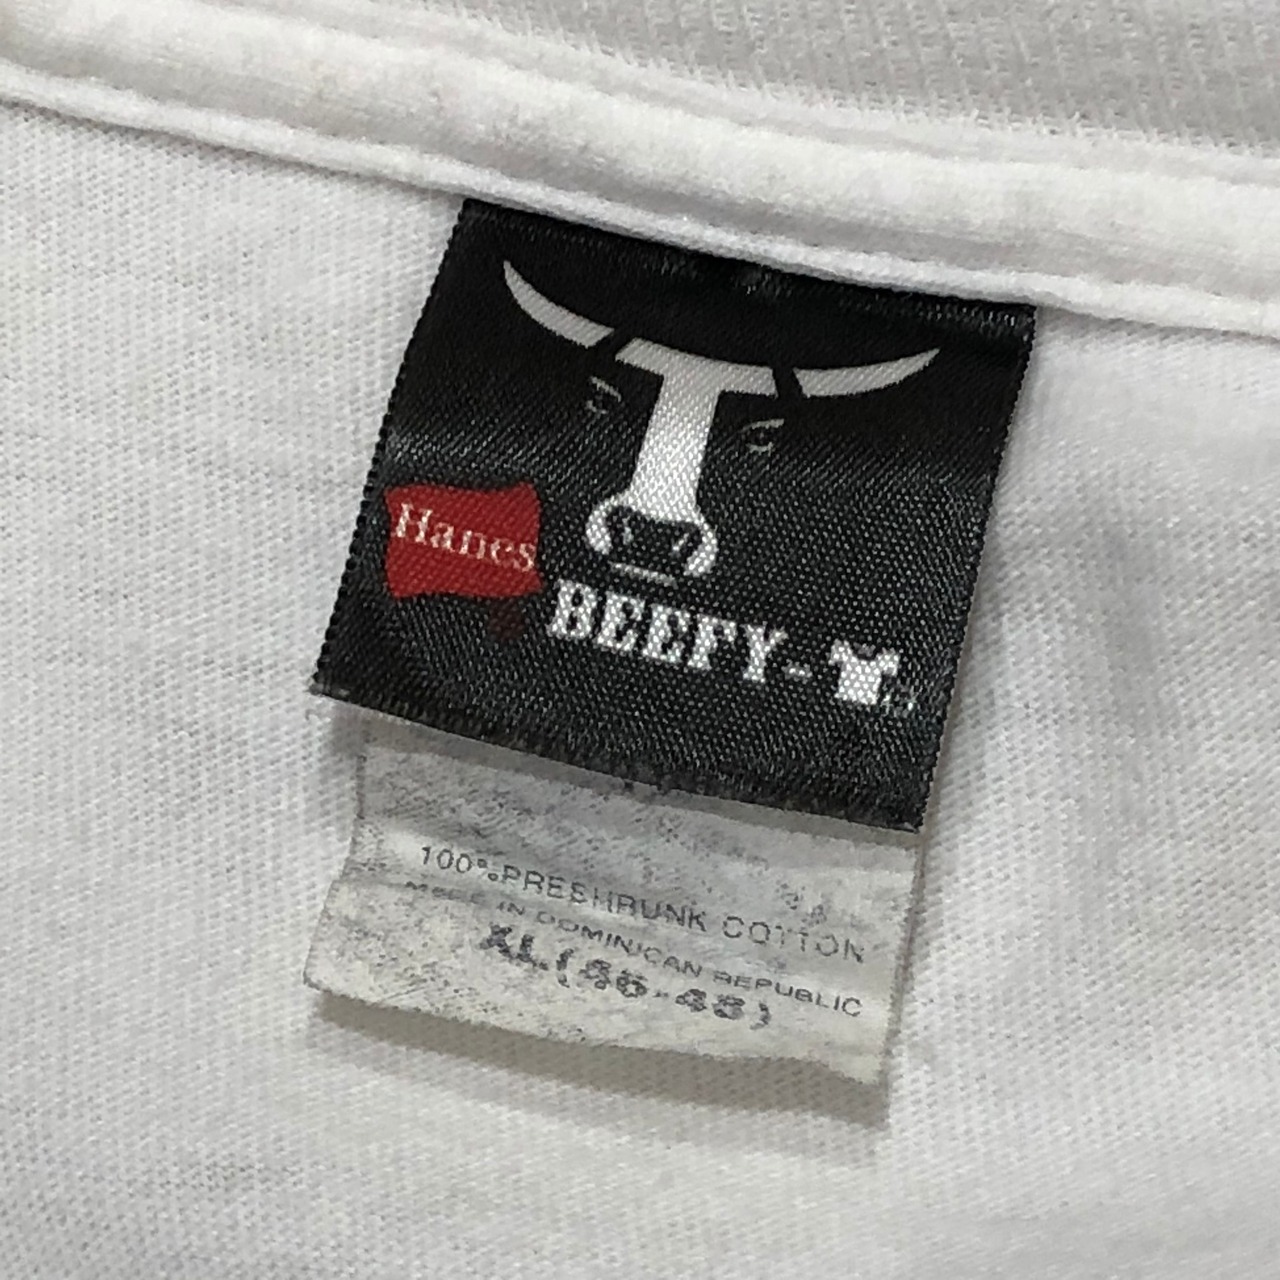 Hanes
BEEFY-
100% PRESHRUNK COTTON
MADE IN DOMINICAN REPUBLIC
XL (46-48)